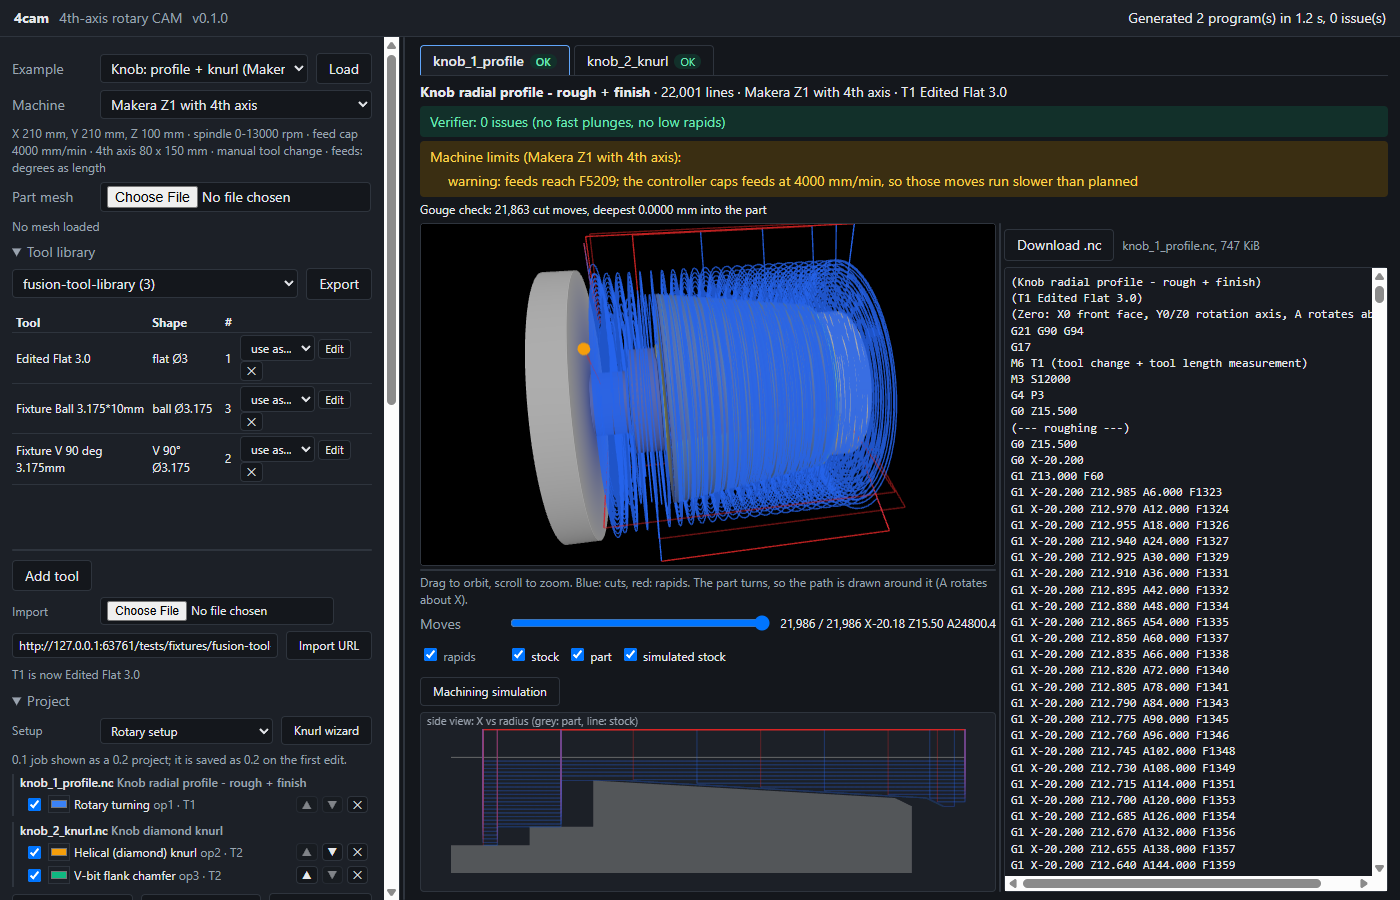 4cam 4th-axis rotary CAM v0.1.0
Generated 2 program(s) in 1.2 s, 0 issue(s)
Example Knob: profile + knurl (Maker Load
Machine Makera Z1 with 4th axis
X 210 mm, Y 210 mm, Z 100 mm · spindle 0-13000 rpm · feed cap
4000 mm/min · 4th axis 80 x 150 mm · manual tool change · feeds:
degrees as length
Part mesh Choose File No file chosen
No mesh loaded
▼ Tool library
fusion-tool-library (3) Export
Tool Shape #
Edited Flat 3.0 flat Ø3 1 use as... Edit
✕
Fixture Ball 3.175*10mm ball Ø3.175 3 use as... Edit
✕
Fixture V 90 deg V 90° 2 use as... Edit
3.175mm Ø3.175 ✕
Add tool
Import Choose File No file chosen
http://127.0.0.1:63761/tests/fixtures/fusion-tool Import URL
T1 is now Edited Flat 3.0
▼ Project
Setup Rotary setup Knurl wizard
0.1 job shown as a 0.2 project; it is saved as 0.2 on the first edit.
knob_1_profile.nc Knob radial profile - rough + finish
Rotary turning op1 · T1 ▲ ▼ ✕
knob_2_knurl.nc Knob diamond knurl
Helical (diamond) knurl op2 · T2 ▲ ▼ ✕
V-bit flank chamfer op3 · T2 ▲ ▼ ✕
knob_1_profile OK knob_2_knurl OK
Knob radial profile - rough + finish · 22,001 lines · Makera Z1 with 4th axis · T1 Edited Flat 3.0
Verifier: 0 issues (no fast plunges, no low rapids)
Machine limits (Makera Z1 with 4th axis):
warning: feeds reach F5209; the controller caps feeds at 4000 mm/min, so those moves run slower than planned
Gouge check: 21,863 cut moves, deepest 0.0000 mm into the part
Drag to orbit, scroll to zoom. Blue: cuts, red: rapids. The part turns, so the path is drawn around it (A rotates
about X).
Moves 21,986 / 21,986 X-20.18 Z15.50 A24800.4
rapids stock part simulated stock
Machining simulation
side view: X vs radius (grey: part, line: stock)
Download .nc knob_1_profile.nc, 747 KiB
(Knob radial profile - rough + finish)
(T1 Edited Flat 3.0)
(Zero: X0 front face, Y0/Z0 rotation axis, A rotates ab
G21 G90 G94
G17
M6 T1 (tool change + tool length measurement)
M3 S12000
G4 P3
G0 Z15.500
(--- roughing ---)
G0 Z15.500
G0 X-20.200
G1 Z13.000 F60
G1 X-20.200 Z12.985 A6.000 F1323
G1 X-20.200 Z12.970 A12.000 F1324
G1 X-20.200 Z12.955 A18.000 F1326
G1 X-20.200 Z12.940 A24.000 F1327
G1 X-20.200 Z12.925 A30.000 F1329
G1 X-20.200 Z12.910 A36.000 F1331
G1 X-20.200 Z12.895 A42.000 F1332
G1 X-20.200 Z12.880 A48.000 F1334
G1 X-20.200 Z12.865 A54.000 F1335
G1 X-20.200 Z12.850 A60.000 F1337
G1 X-20.200 Z12.835 A66.000 F1338
G1 X-20.200 Z12.820 A72.000 F1340
G1 X-20.200 Z12.805 A78.000 F1341
G1 X-20.200 Z12.790 A84.000 F1343
G1 X-20.200 Z12.775 A90.000 F1345
G1 X-20.200 Z12.760 A96.000 F1346
G1 X-20.200 Z12.745 A102.000 F1348
G1 X-20.200 Z12.730 A108.000 F1349
G1 X-20.200 Z12.715 A114.000 F1351
G1 X-20.200 Z12.700 A120.000 F1353
G1 X-20.200 Z12.685 A126.000 F1354
G1 X-20.200 Z12.670 A132.000 F1356
G1 X-20.200 Z12.655 A138.000 F1357
G1 X-20.200 Z12.640 A144.000 F1359